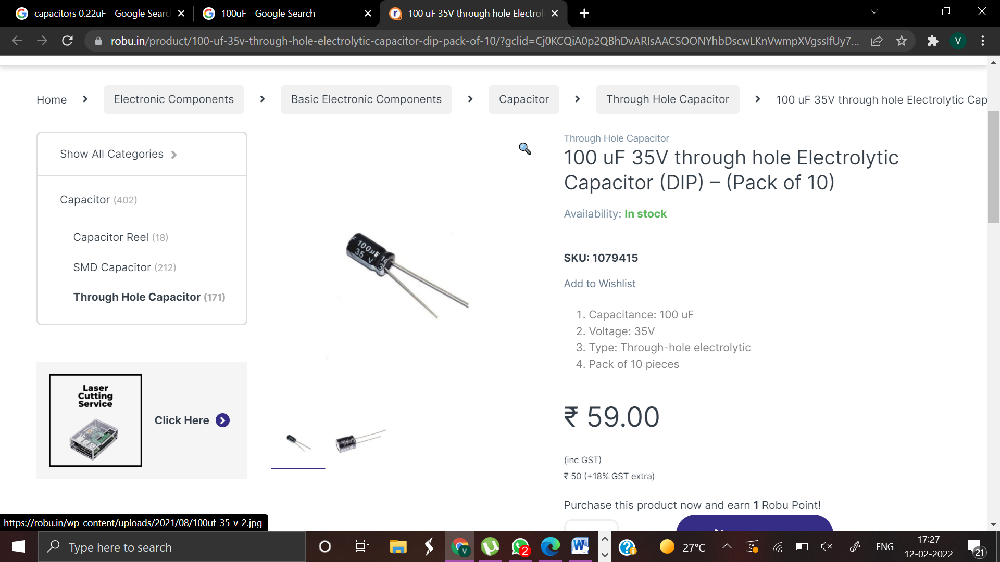 capacitors 0.22uF - Google Searc
100uF - Google Search
100 uF 35V through hole Electrol
robu.in/product/100-uf-35v-through-hole-electrolytic-capacitor-dip-pack-of-10/?gclid=Cj0KCQiA0p2QBhDvARIsAACSOONYhbDscwLKnVwmpXVgssIfUy7...
V
Home
Electronic Components
Basic Electronic Components
Capacitor
Through Hole Capacitor
100 uF 35V through hole Electrolytic Cap
Show All Categories
Capacitor (402)
Capacitor Reel (18)
SMD Capacitor (212)
Through Hole Capacitor (171)
Laser
Cutting
Service
Click Here
100µF
35 V
Through Hole Capacitor
100 uF 35V through hole Electrolytic
Capacitor (DIP) – (Pack of 10)
Availability: In stock
SKU: 1079415
Add to Wishlist
1. Capacitance: 100 uF
2. Voltage: 35V
3. Type: Through-hole electrolytic
4. Pack of 10 pieces
₹ 59.00
(inc GST)
₹ 50 (+18% GST extra)
Purchase this product now and earn 1 Robu Point!
https://robu.in/wp-content/uploads/2021/08/100uf-35-v-2.jpg
Type here to search
V
2
W
27°C
ENG
17:27
12-02-2022
21